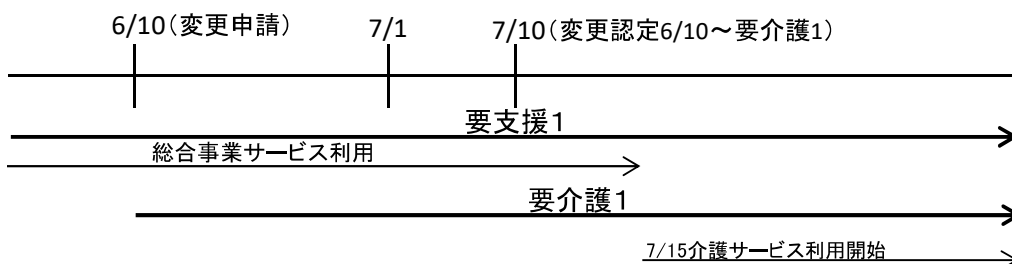 6/10(変更申請) 7/1 7/10(変更認定6/10～要介護1)
要支援1
総合事業サービス利用
要介護1
7/15介護サービス利用開始